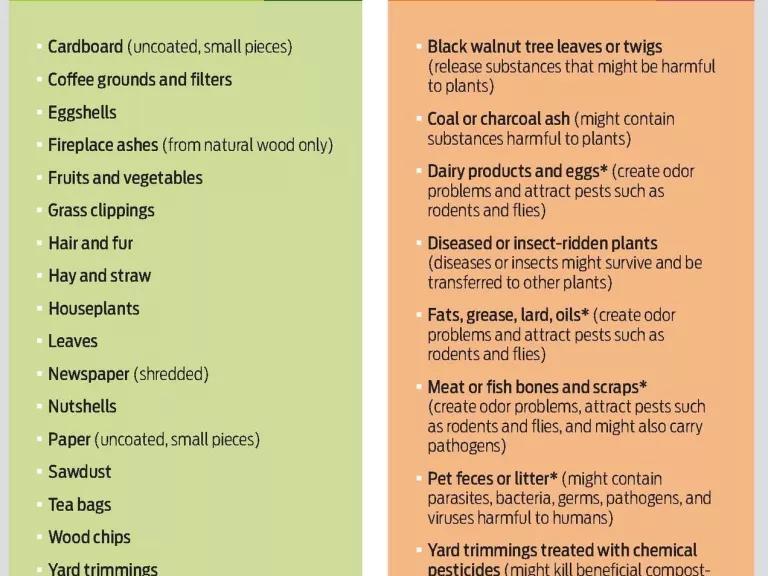 Cardboard (uncoated, small pieces)
Coffee grounds and filters
Eggshells
Fireplace ashes (from natural wood only)
Fruits and vegetables
Grass clippings
Hair and fur
Hay and straw
Houseplants
Leaves
Newspaper (shredded)
Nutshells
Paper (uncoated, small pieces)
Sawdust
Tea bags
Wood chips
Yard trimmings
Black walnut tree leaves or twigs
(release substances that might be harmful
to plants)
Coal or charcoal ash (might contain
substances harmful to plants)
Dairy products and eggs* (create odor
problems and attract pests such as
rodents and flies)
Diseased or insect-ridden plants
(diseases or insects might survive and be
transferred to other plants)
Fats, grease, lard, oils* (create odor
problems and attract pests such as
rodents and flies)
Meat or fish bones and scraps*
(create odor problems, attract pests such
as rodents and flies, and might also carry
pathogens)
Pet feces or litter* (might contain
parasites, bacteria, germs, pathogens, and
viruses harmful to humans)
Yard trimmings treated with chemical
pesticides (might kill beneficial compost-